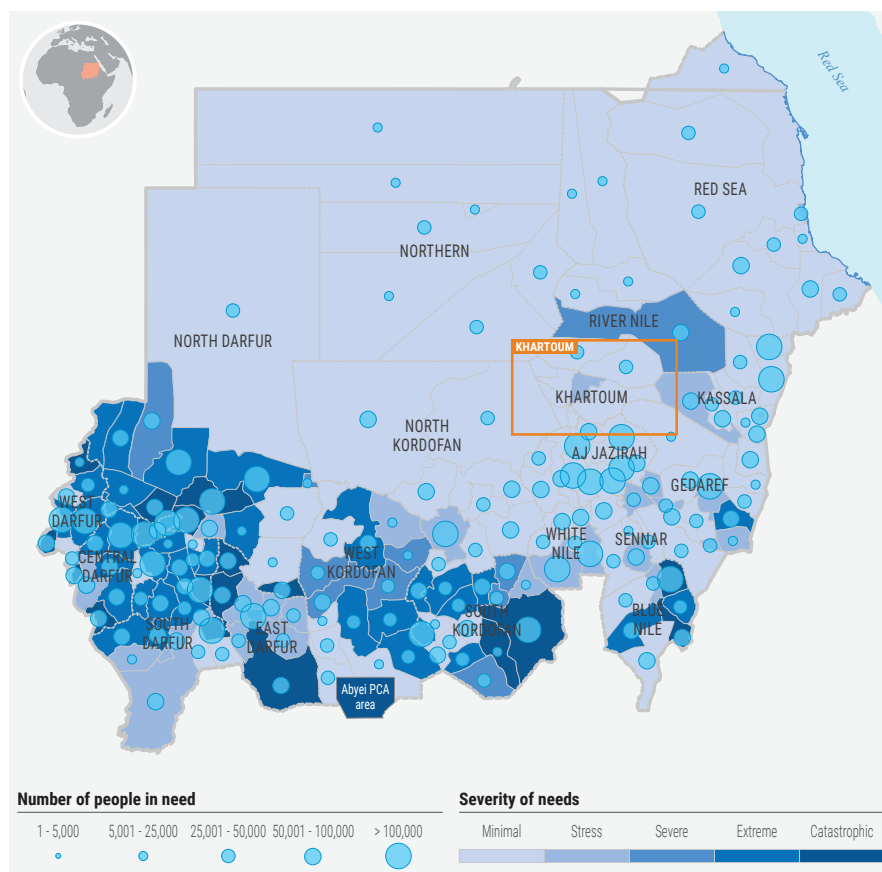 Red Sea
RED SEA
NORTHERN
RIVER NILE
NORTH DARFUR
KHARTOUM
KHARTOUM
KASSALA
NORTH
KORDOFAN
AJ JAZIRAH
GEDAREF
WEST
DARFUR
WHITE
NILE
SENNAR
CENTRAL
DARFUR
WEST
KORDOFAN
SOUTH
KORDOFAN
BLUE
NILE
SOUTH
DARFUR
EAST
DARFUR
Abyei PCA
area
Number of people in need
1 - 5,000
5,001 - 25,000
25,001 - 50,000
50,001 - 100,000
> 100,000
Severity of needs
Minimal
Stress
Severe
Extreme
Catastrophic